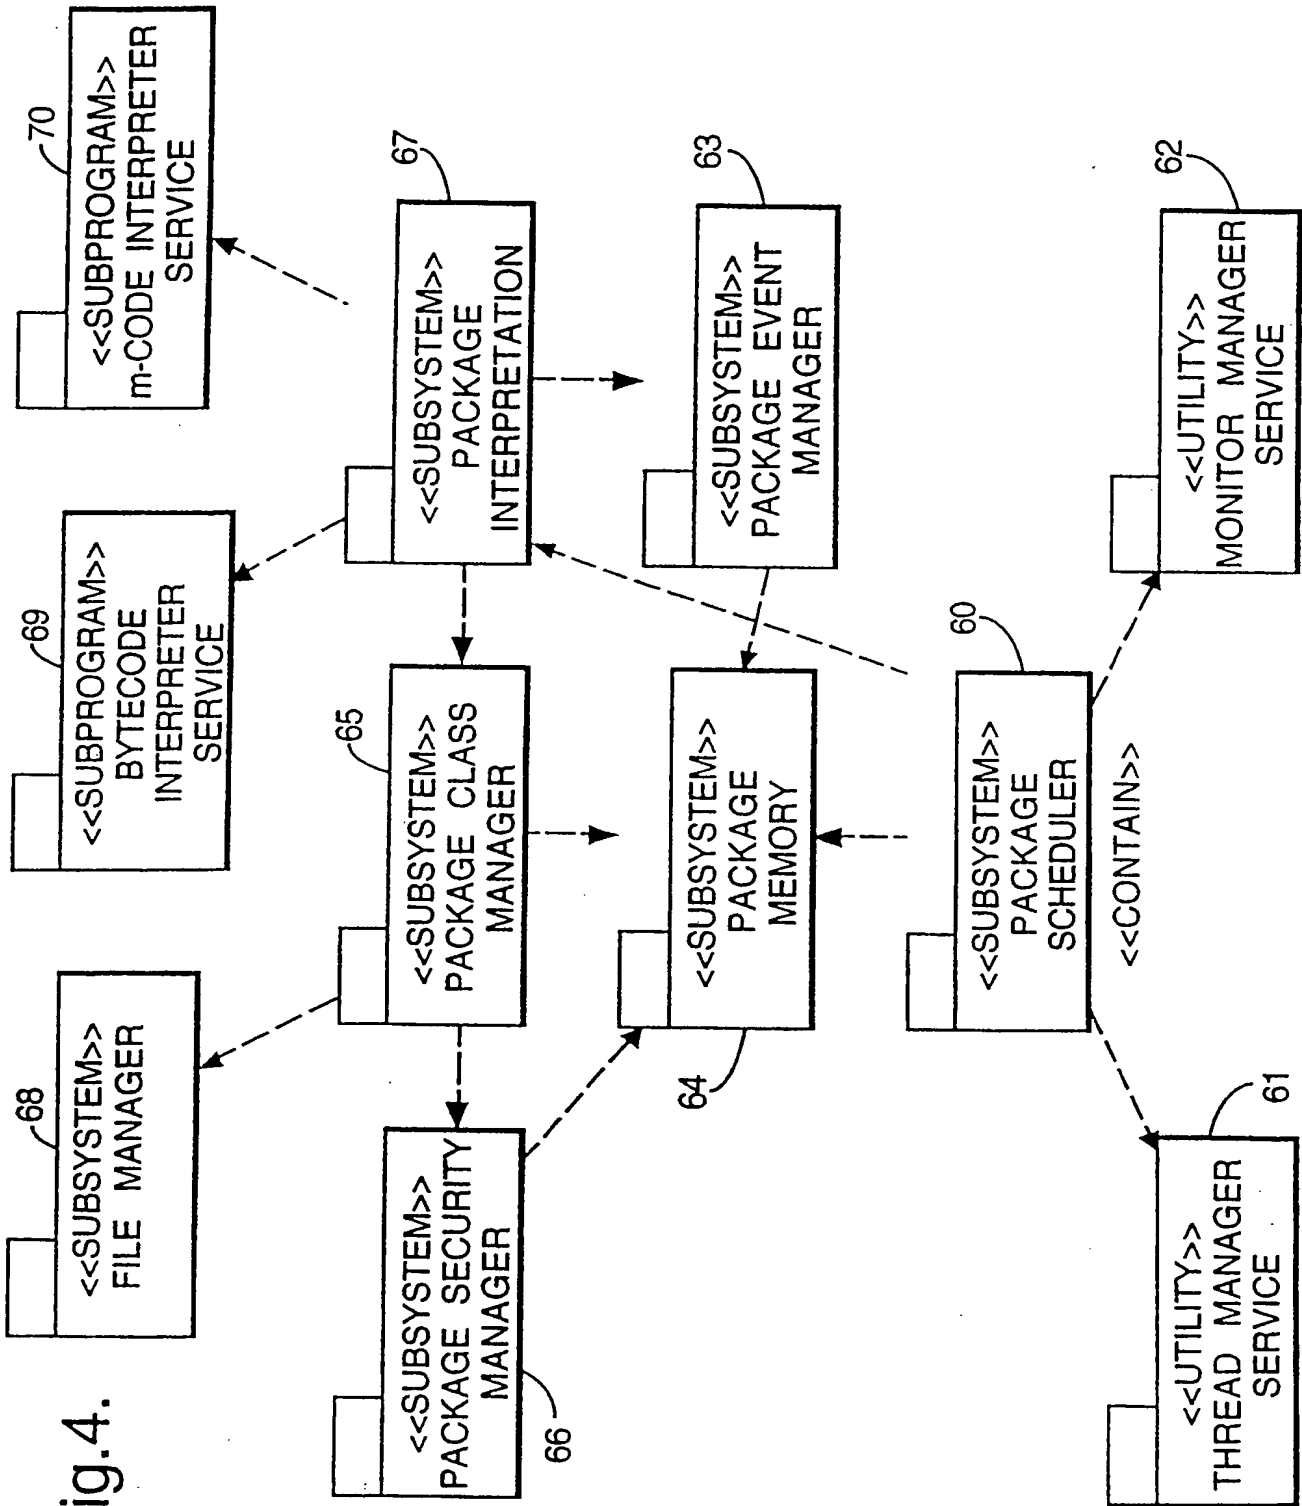 ig.4.
68
<<SUBSYSTEM>>
FILE MANAGER
69
<<SUBPROGRAM>>
BYTECODE
INTERPRETER
SERVICE
70
<<SUBPROGRAM>>
m-CODE INTERPRETER
SERVICE
66
<<SUBSYSTEM>>
PACKAGE SECURITY
MANAGER
65
<<SUBSYSTEM>>
PACKAGE CLASS
MANAGER
67
<<SUBSYSTEM>>
PACKAGE
INTERPRETATION
64
<<SUBSYSTEM>>
PACKAGE
MEMORY
63
<<SUBSYSTEM>>
PACKAGE EVENT
MANAGER
60
<<SUBSYSTEM>>
PACKAGE
SCHEDULER
<<CONTAIN>>
61
<<UTILITY>>
THREAD MANAGER
SERVICE
62
<<UTILITY>>
MONITOR MANAGER
SERVICE